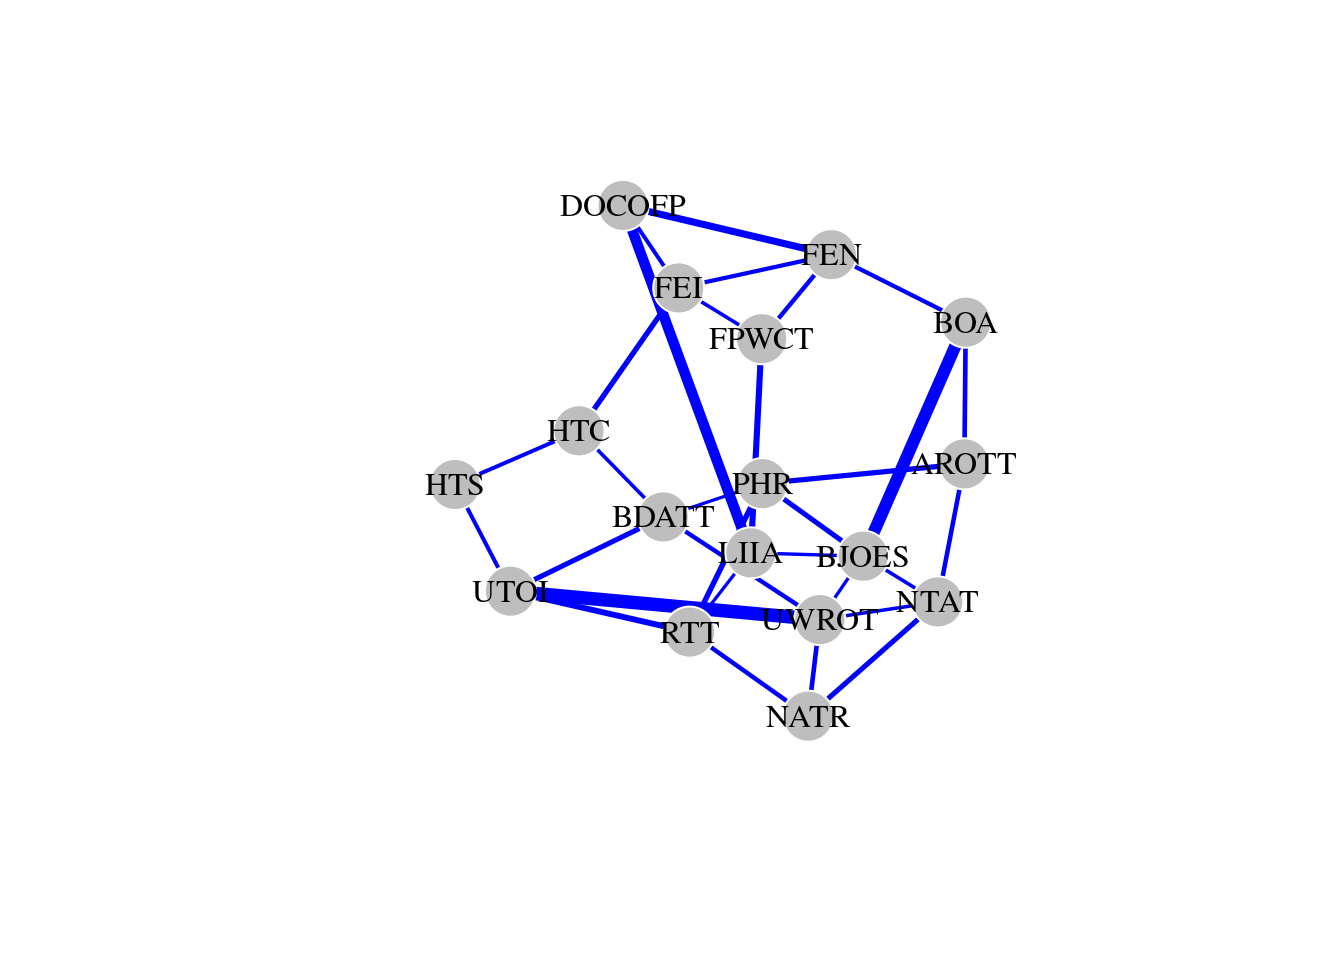 DOCOFP
FEN
FEI
BOA
FPWCT
HTC
AROTT
HTS
PHR
BDATT
LIIA
BJOES
UTOI
NTAT
UWROT
RTT
NATR